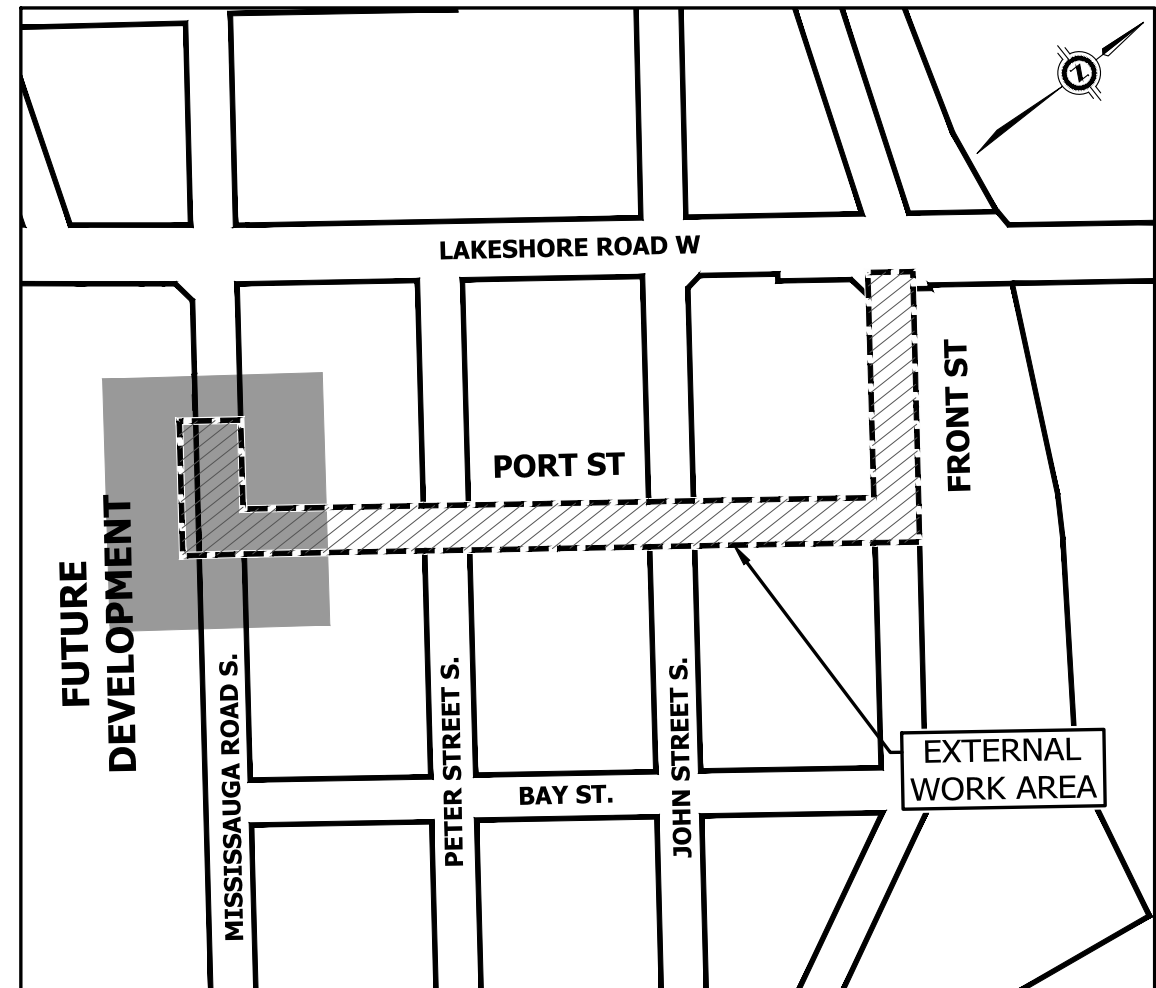 N
LAKESHORE ROAD W
FRONT ST
PORT ST
FUTURE
DEVELOPMENT
MISSISSAUGA ROAD S.
PETER STREET S.
JOHN STREET S.
EXTERNAL
WORK AREA
BAY ST.